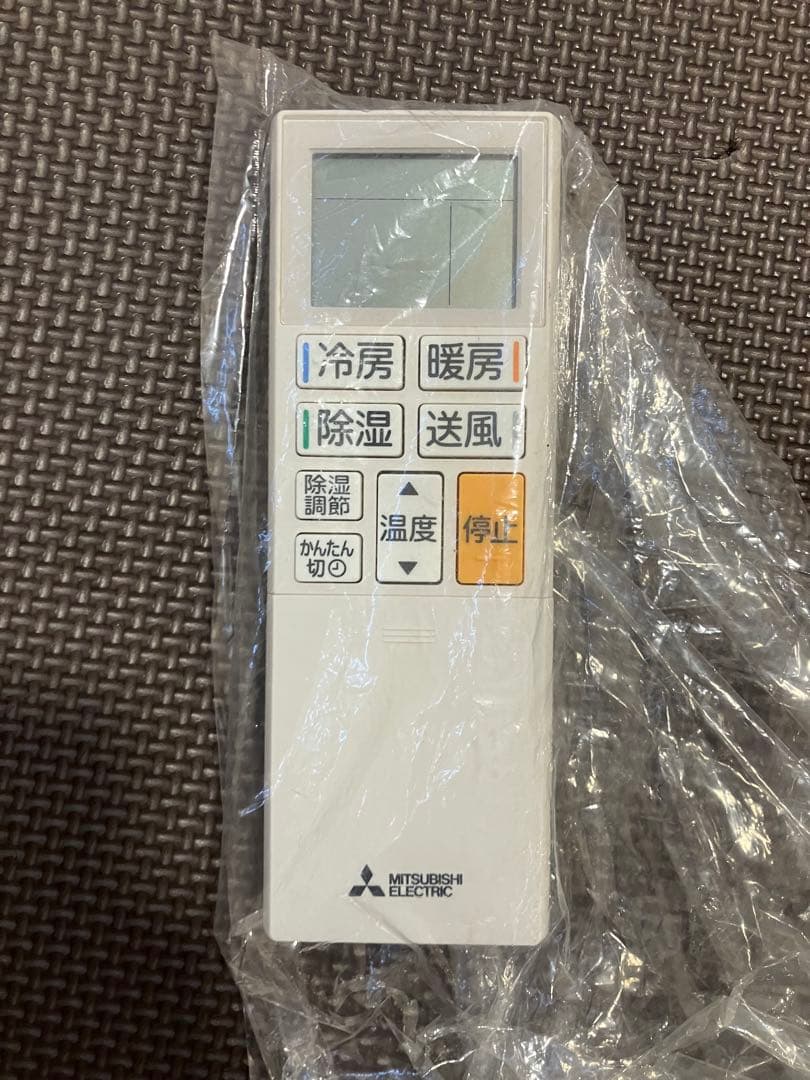 冷房 暖房
除湿 送風
除湿
調節
▲
温度
▼
停止
かんたん
切
MITSUBISHI
ELECTRIC